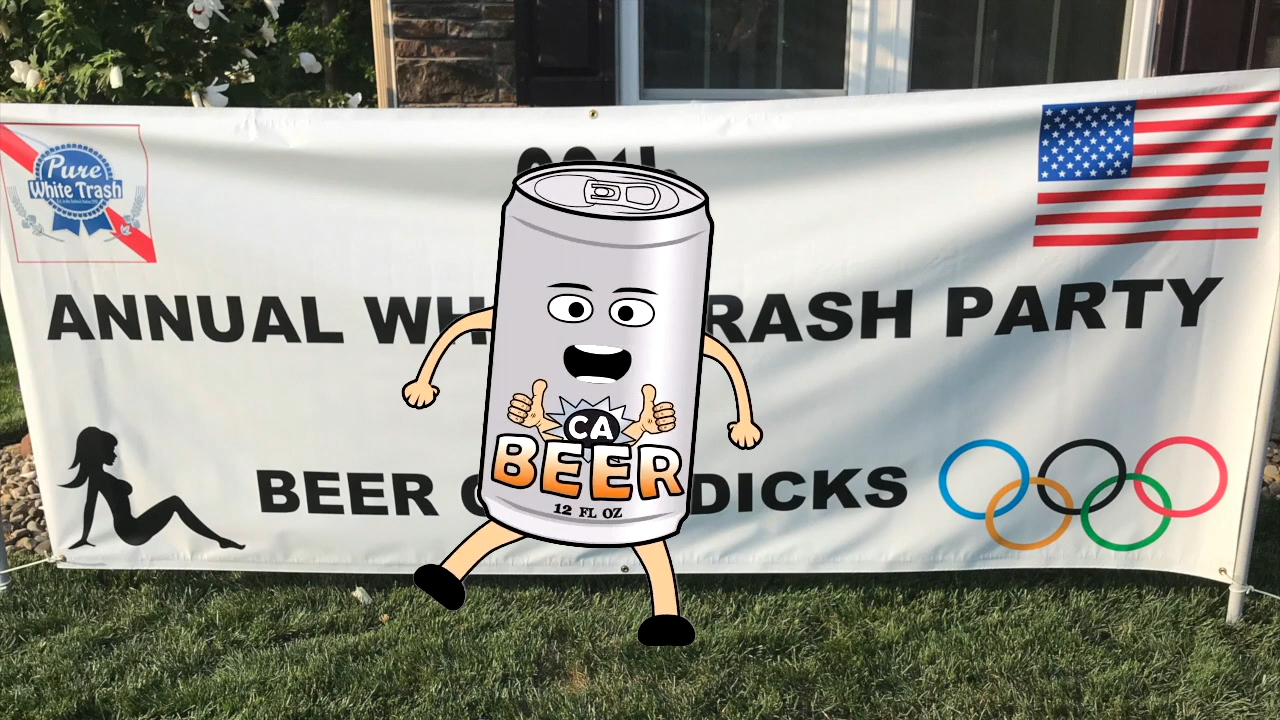 Pure
White Trash
ANNUAL WH RASH PARTY
CA
BEER
12 FL OZ
BEER DICKS